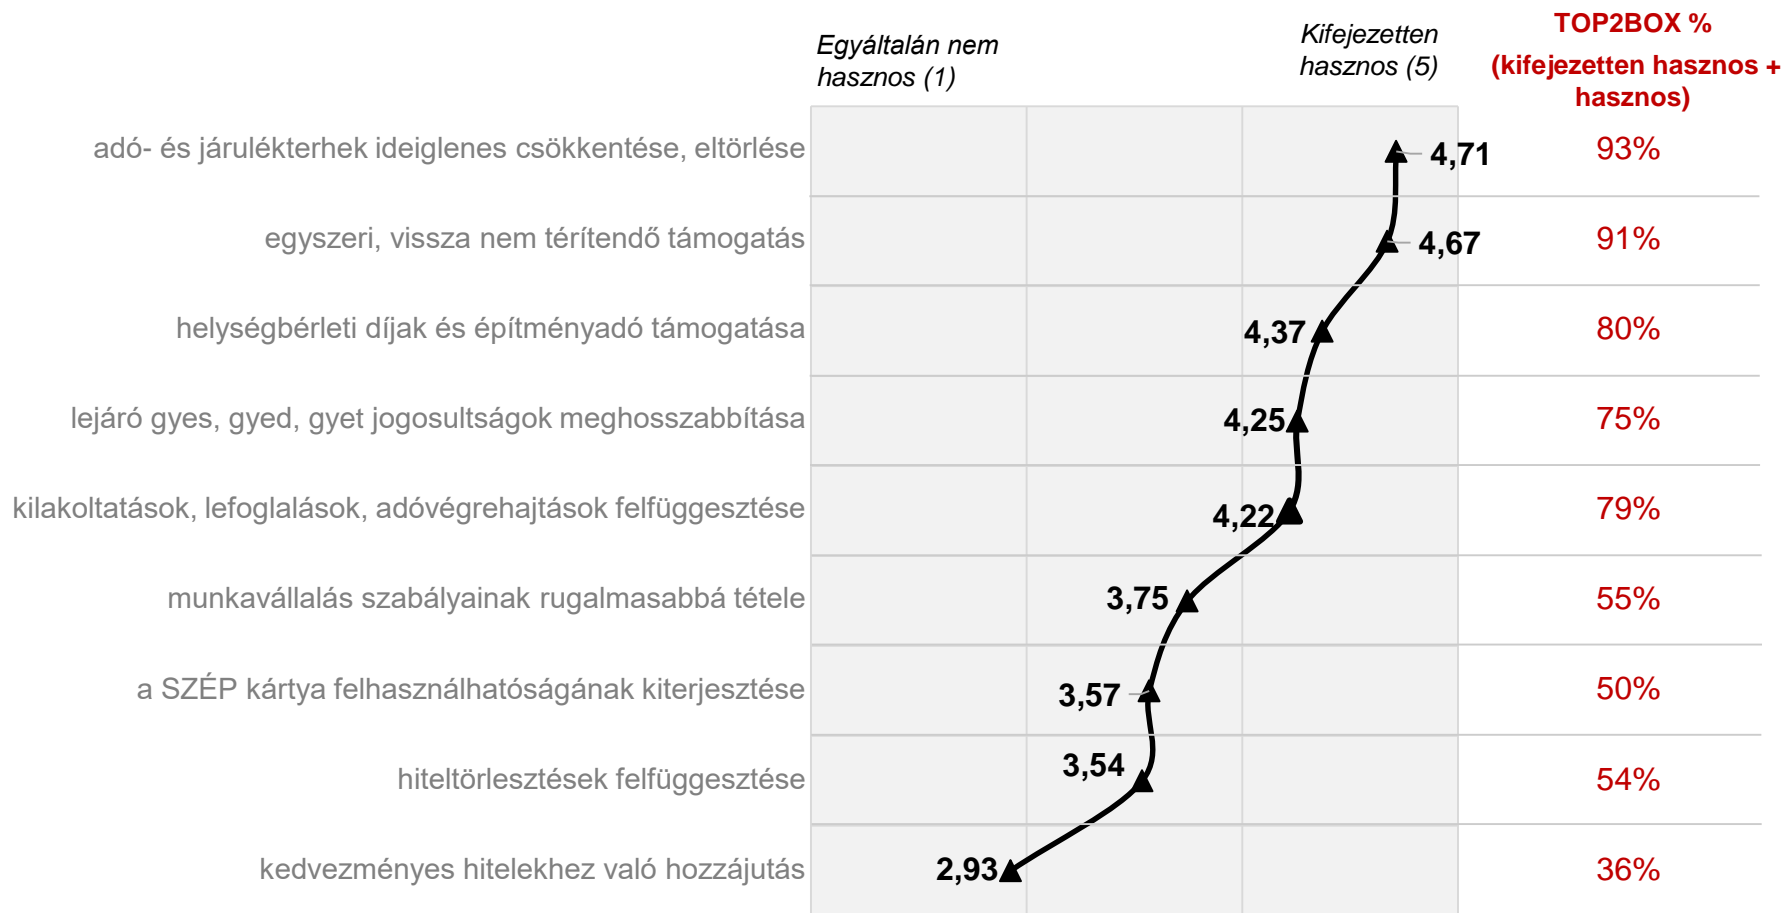 Egyáltalán nem
hasznos (1)
Kifejezetten
hasznos (5)
TOP2BOX %
(kifejezetten hasznos +
hasznos)
adó- és járulékterhek ideiglenes csökkentése, eltörlése 4,71 93%
egyszeri, vissza nem térítendő támogatás 4,67 91%
helységbérleti díjak és építményadó támogatása 4,37 80%
lejáró gyes, gyed, gyet jogosultságok meghosszabbítása 4,25 75%
kilakoltatások, lefoglalások, adóvégrehajtások felfüggesztése 4,22 79%
munkavállalás szabályainak rugalmasabbá tétele 3,75 55%
a SZÉP kártya felhasználhatóságának kiterjesztése 3,57 50%
hiteltörlesztések felfüggesztése 3,54 54%
kedvezményes hitelekhez való hozzájutás 2,93 36%